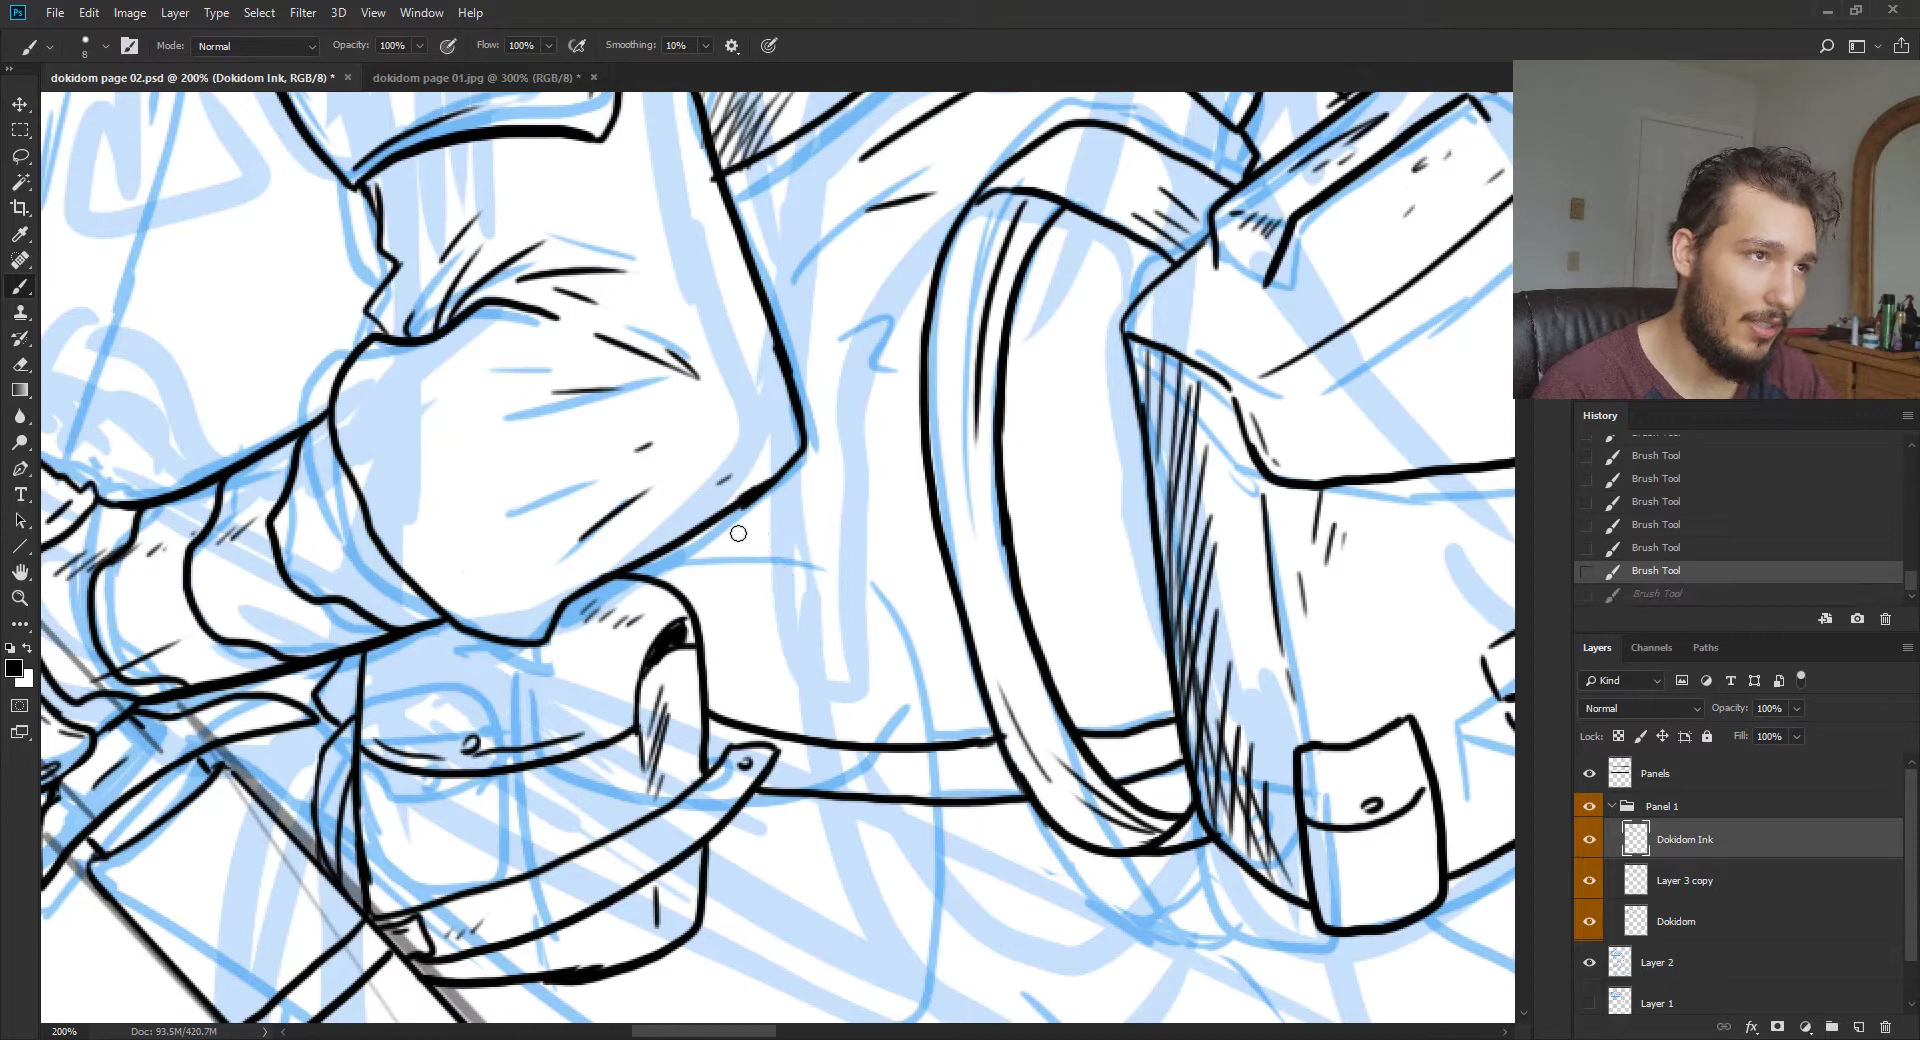 Ps File Edit Image Layer Type Select Filter 3D View Window Help
8 Mode: Normal Opacity: 100% Flow: 100% Smoothing: 10%
dokidom page 02.psd @ 200% (Dokidom Ink, RGB/8) * × dokidom page 01.jpg @ 300% (RGB/8) * ×
History
Brush Tool
Brush Tool
Brush Tool
Brush Tool
Brush Tool
Brush Tool
Brush Tool
Brush Tool
Layers Channels Paths
Kind
Normal Opacity: 100%
Lock: Fill: 100%
Panels
Panel 1
Dokidom Ink
Layer 3 copy
Dokidom
Layer 2
Layer 1
200% Doc: 93.5M/420.7M